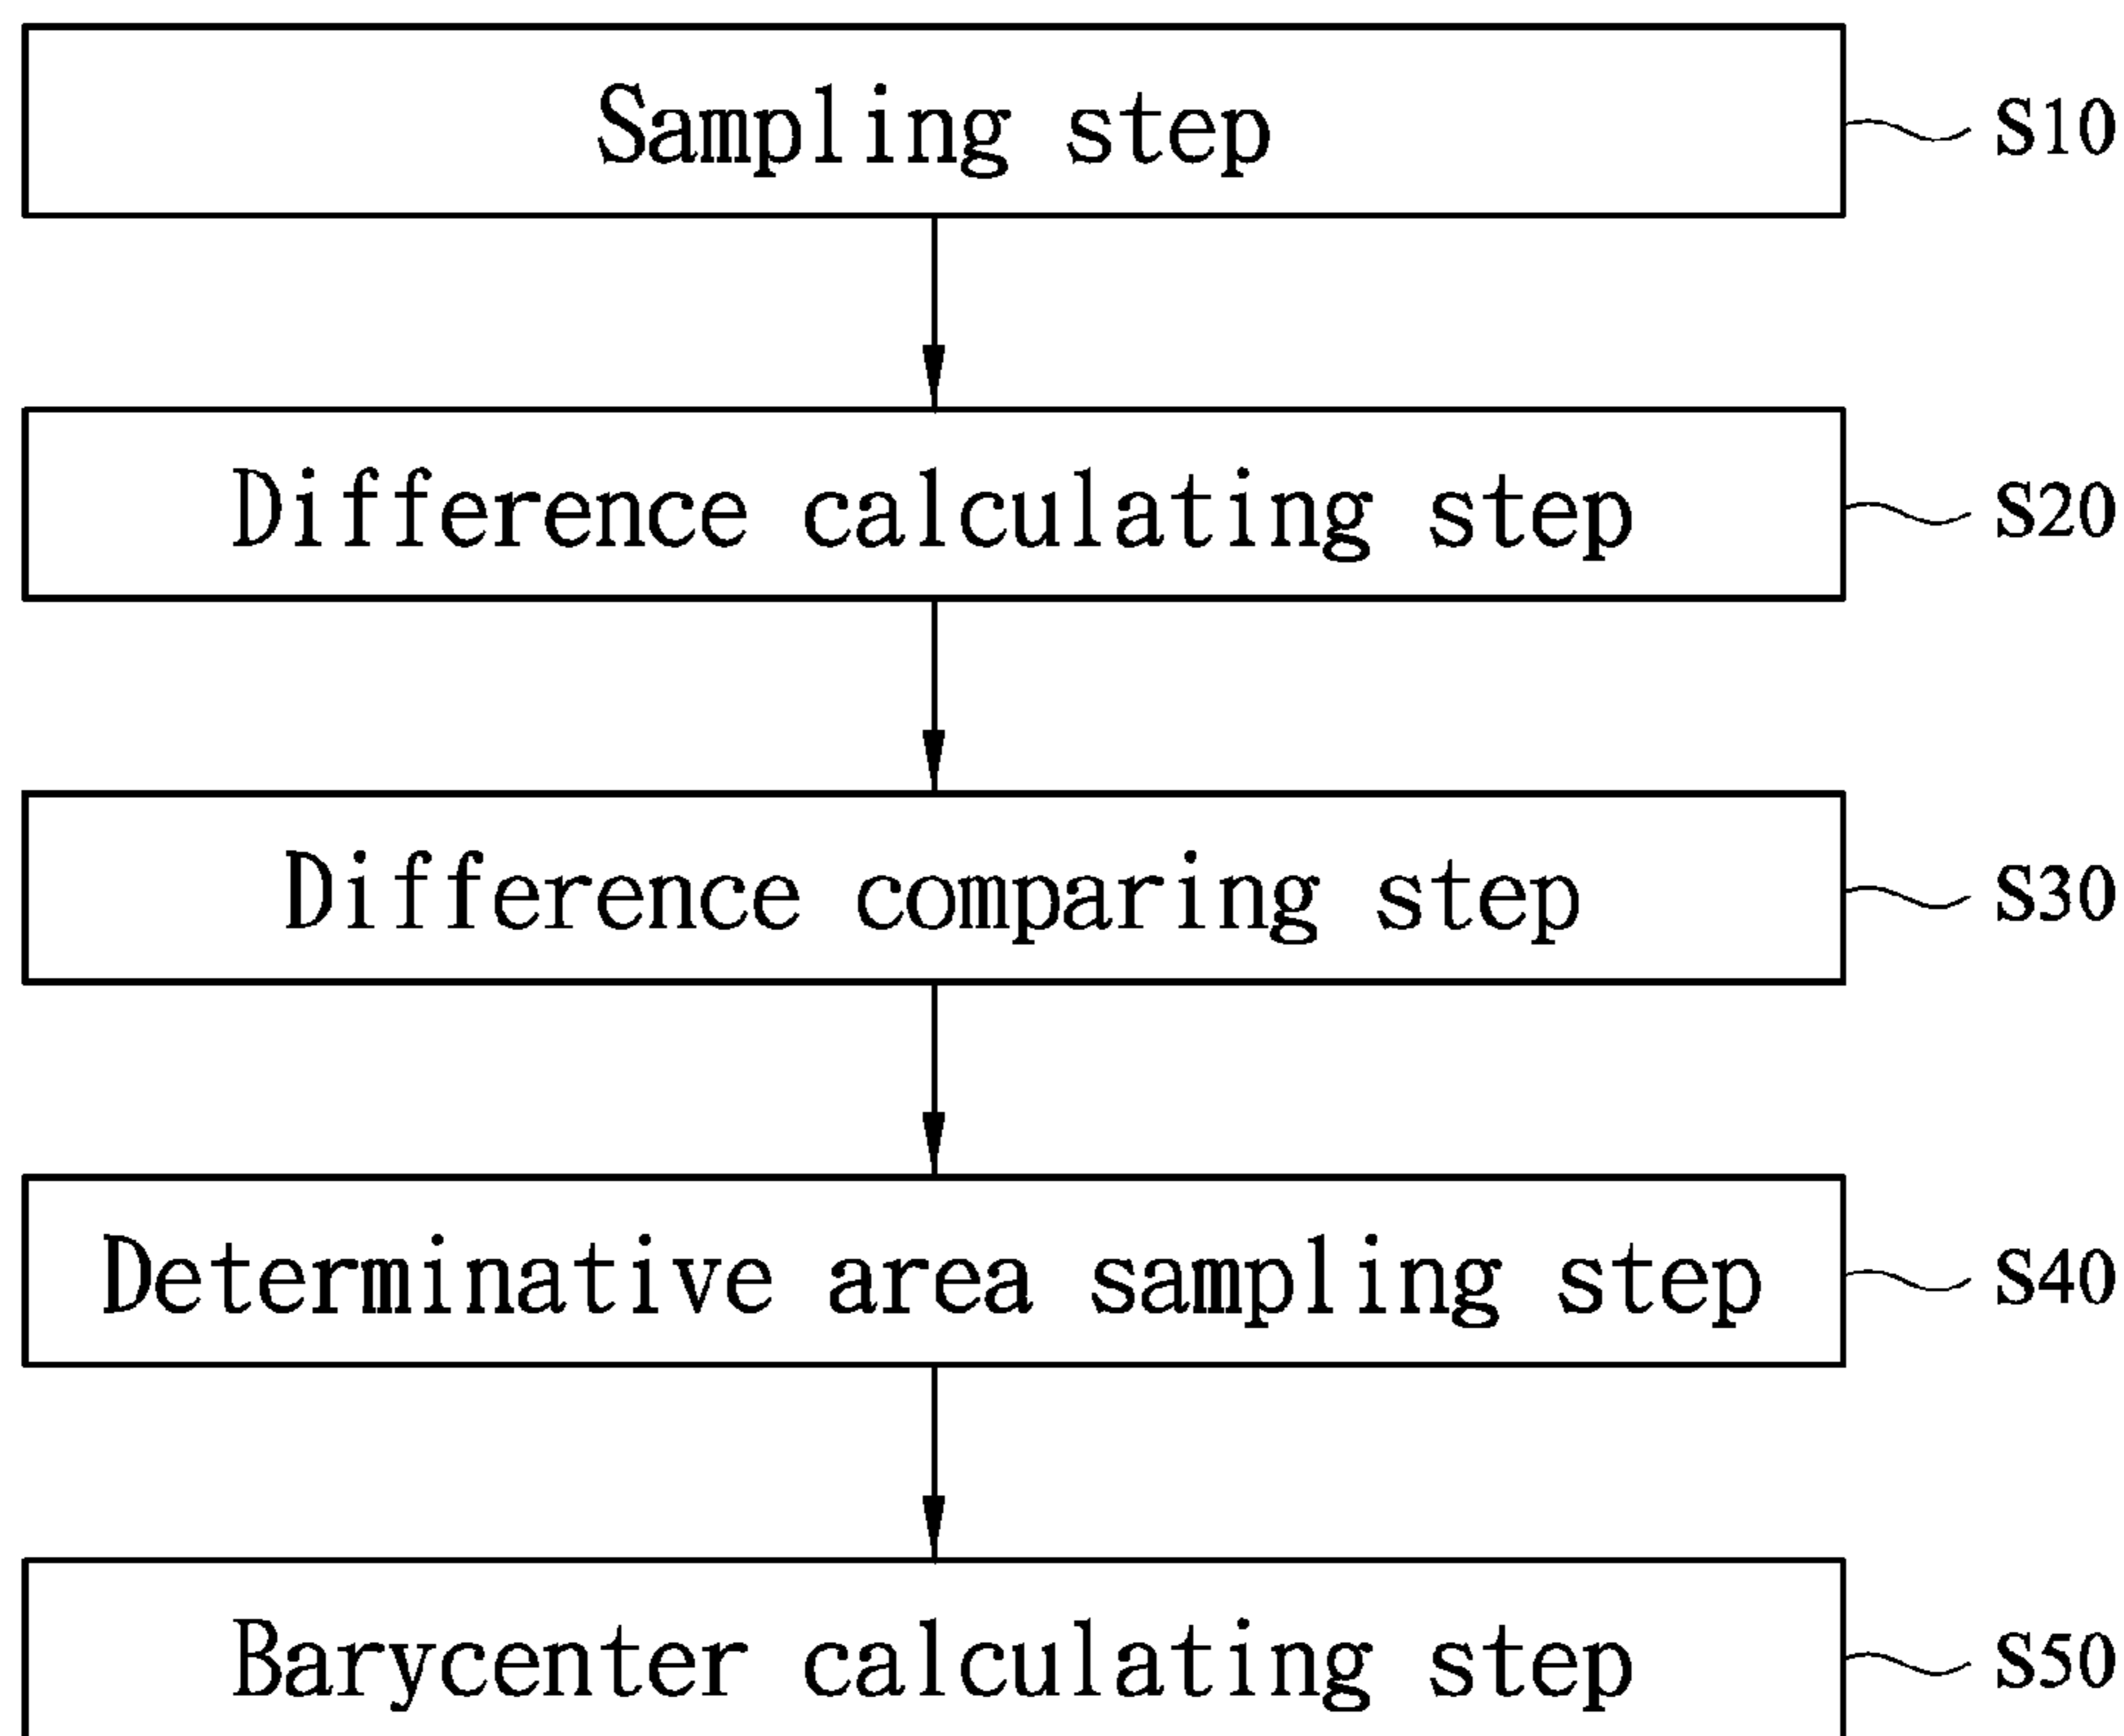 Sampling step S10
Difference calculating step S20
Difference comparing step S30
Determinative area sampling step S40
Barycenter calculating step S50